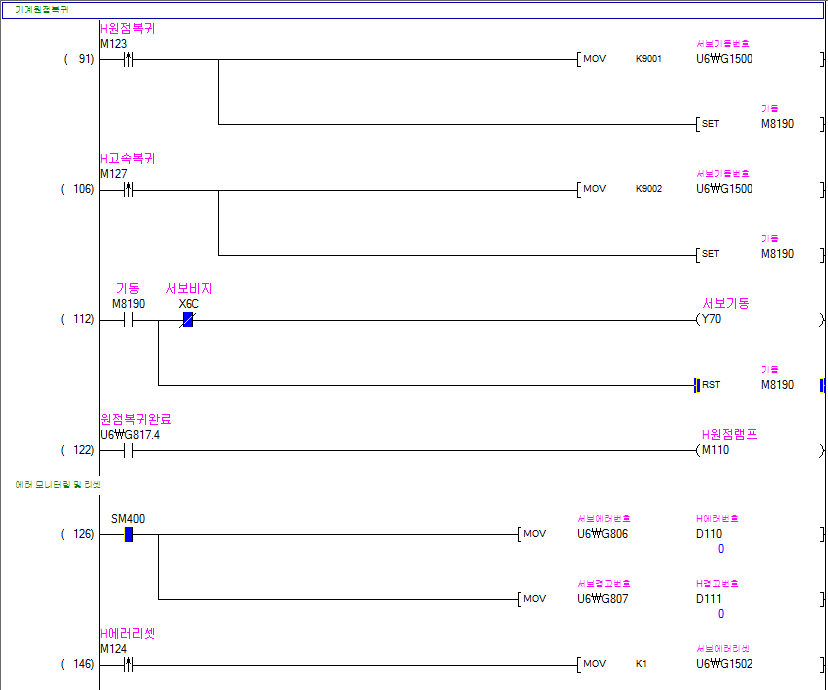 기계원점복귀
H원점복귀
M123
( 91) MOV K9001 서보기동번호 U6₩G1500
기동
SET M8190
H고속복귀
M127
( 106) MOV K9002 서보기동번호 U6₩G1500
기동
SET M8190
기동 서보비지 서보기동
M8190 X6C
( 112) Y70
기동
RST M8190
원점복귀완료
U6₩G817.4 H원점램프
( 122) M110
에러 모니터링 및 리셋
SM400 서보에러번호 H에러번호
( 126) MOV U6₩G806 D110
0
서보경고번호 H경고번호
MOV U6₩G807 D111
0
H에러리셋
M124 서보에러리셋
( 146) MOV K1 U6₩G1502